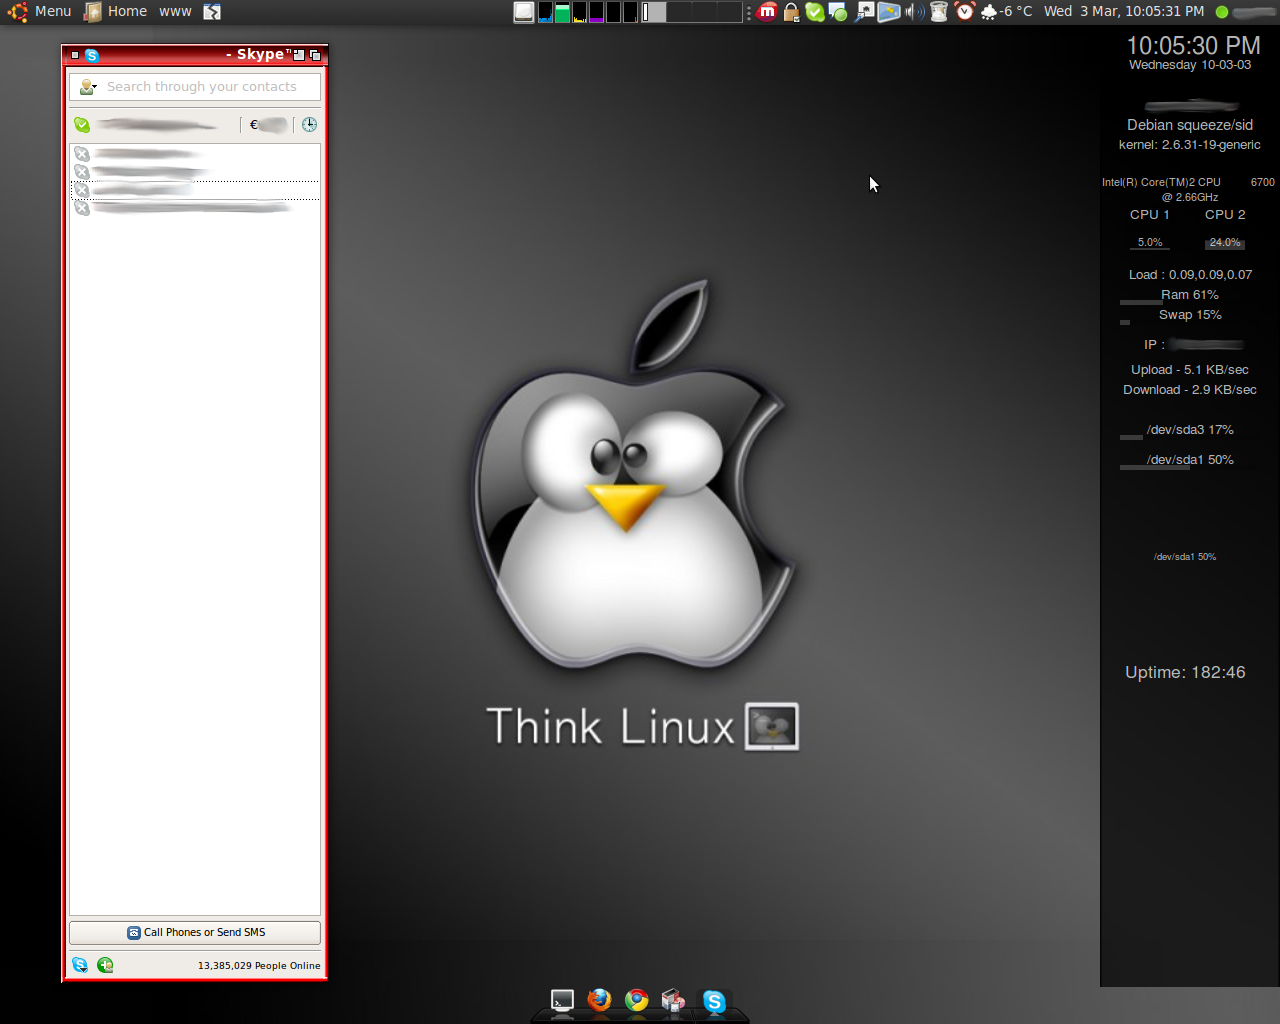 Menu Home www -6 °C Wed 3 Mar, 10:05:31 PM
- Skype™
Search through your contacts
€
Call Phones or Send SMS
13,385,029 People Online
Think Linux
10:05:30 PM
Wednesday 10-03-03
Debian squeeze/sid
kernel: 2.6.31-19-generic
Intel(R) Core(TM)2 CPU 6700
@ 2.66GHz
CPU 1 CPU 2
5.0% 24.0%
Load : 0.09,0.09,0.07
Ram 61%
Swap 15%
IP :
Upload - 5.1 KB/sec
Download - 2.9 KB/sec
/dev/sda3 17%
/dev/sda1 50%
/dev/sda1 50%
Uptime: 182:46